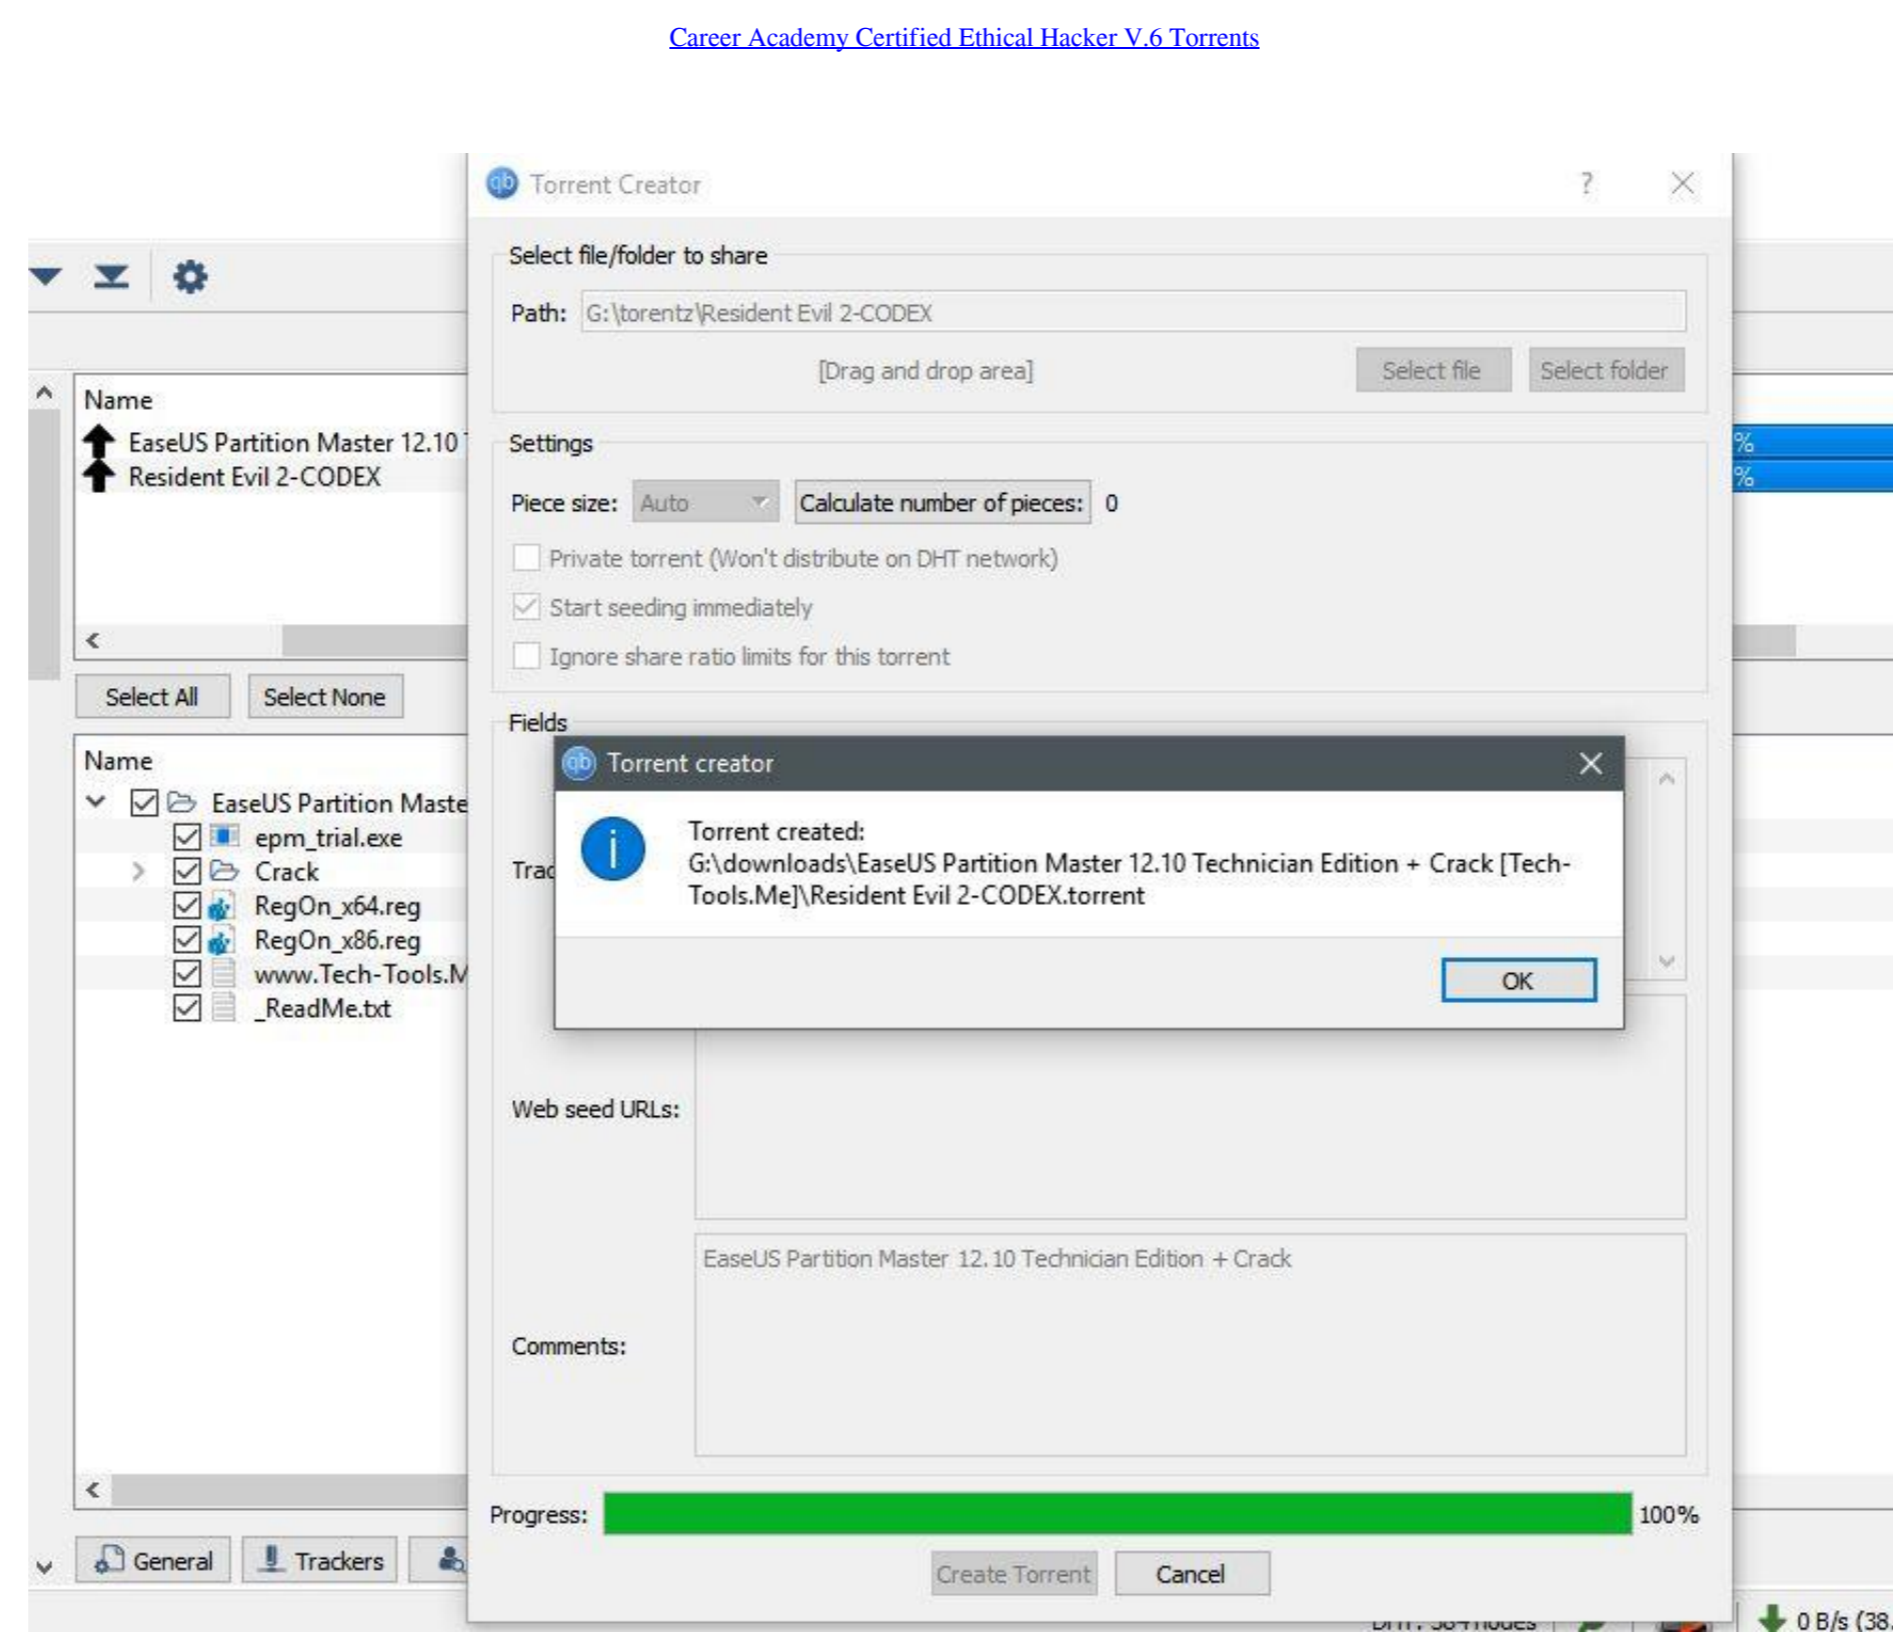 Career Academy Certified Ethical Hacker V.6 Torrents
Torrent Creator
?
Select file/folder to share
Path: G:\torentz\Resident Evil 2-CODEX
[Drag and drop area]
Select file
Select folder
Name
EaseUS Partition Master 12.10
Resident Evil 2-CODEX
%
%
Settings
Piece size: Auto
Calculate number of pieces: 0
Private torrent (Won't distribute on DHT network)
Start seeding immediately
Ignore share ratio limits for this torrent
Select All
Select None
Fields
Name
EaseUS Partition Maste
epm_trial.exe
Crack
RegOn_x64.reg
RegOn_x86.reg
www.Tech-Tools.M
_ReadMe.txt
Torrent creator
Torrent created:
G:\downloads\EaseUS Partition Master 12.10 Technician Edition + Crack [Tech-
Tools.Me]\Resident Evil 2-CODEX.torrent
OK
Trac
Web seed URLs:
EaseUS Partition Master 12.10 Technician Edition + Crack
Comments:
Progress:
100%
General
Trackers
Create Torrent
Cancel
0 B/s (38.